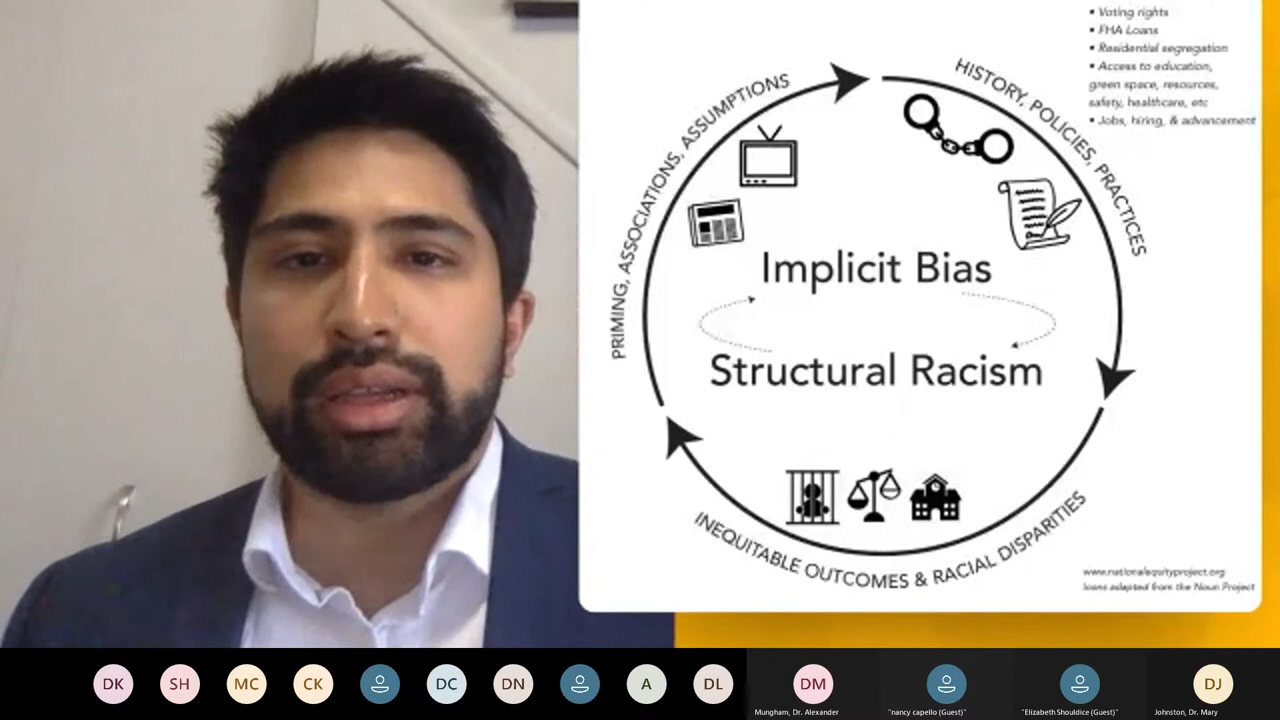 ▪ Voting rights
▪ FHA Loans
▪ Residential segregation
▪ Access to education,
green space, resources,
safety, healthcare, etc
▪ Jobs, hiring, & advancement
PRIMING, ASSOCIATIONS, ASSUMPTIONS
HISTORY, POLICIES, PRACTICES
Implicit Bias
Structural Racism
INEQUITABLE OUTCOMES & RACIAL DISPARITIES
www.nationalequityproject.org
Icons adapted from the Noun Project
DK
SH
MC
CK
DC
DN
A
DL
DM
DJ
Mungham, Dr. Alexander
"nancy capello (Guest)"
"Elizabeth Shouldice (Guest)"
Johnston, Dr. Mary